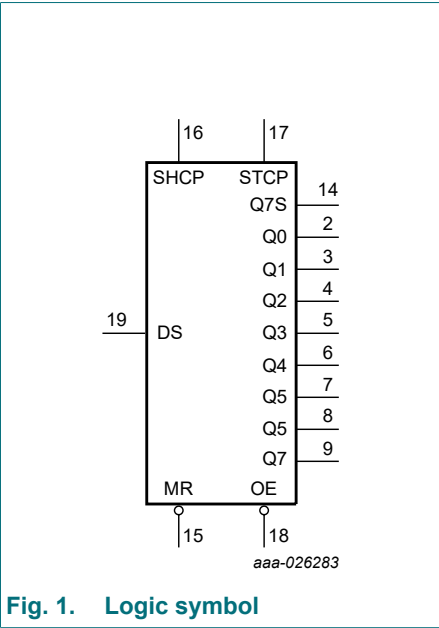 16 17
SHCP STCP
Q7S 14
Q0 2
Q1 3
Q2 4
19 DS Q3 5
Q4 6
Q5 7
Q5 8
Q7 9
MR OE
15 18
aaa-026283
Fig. 1. Logic symbol